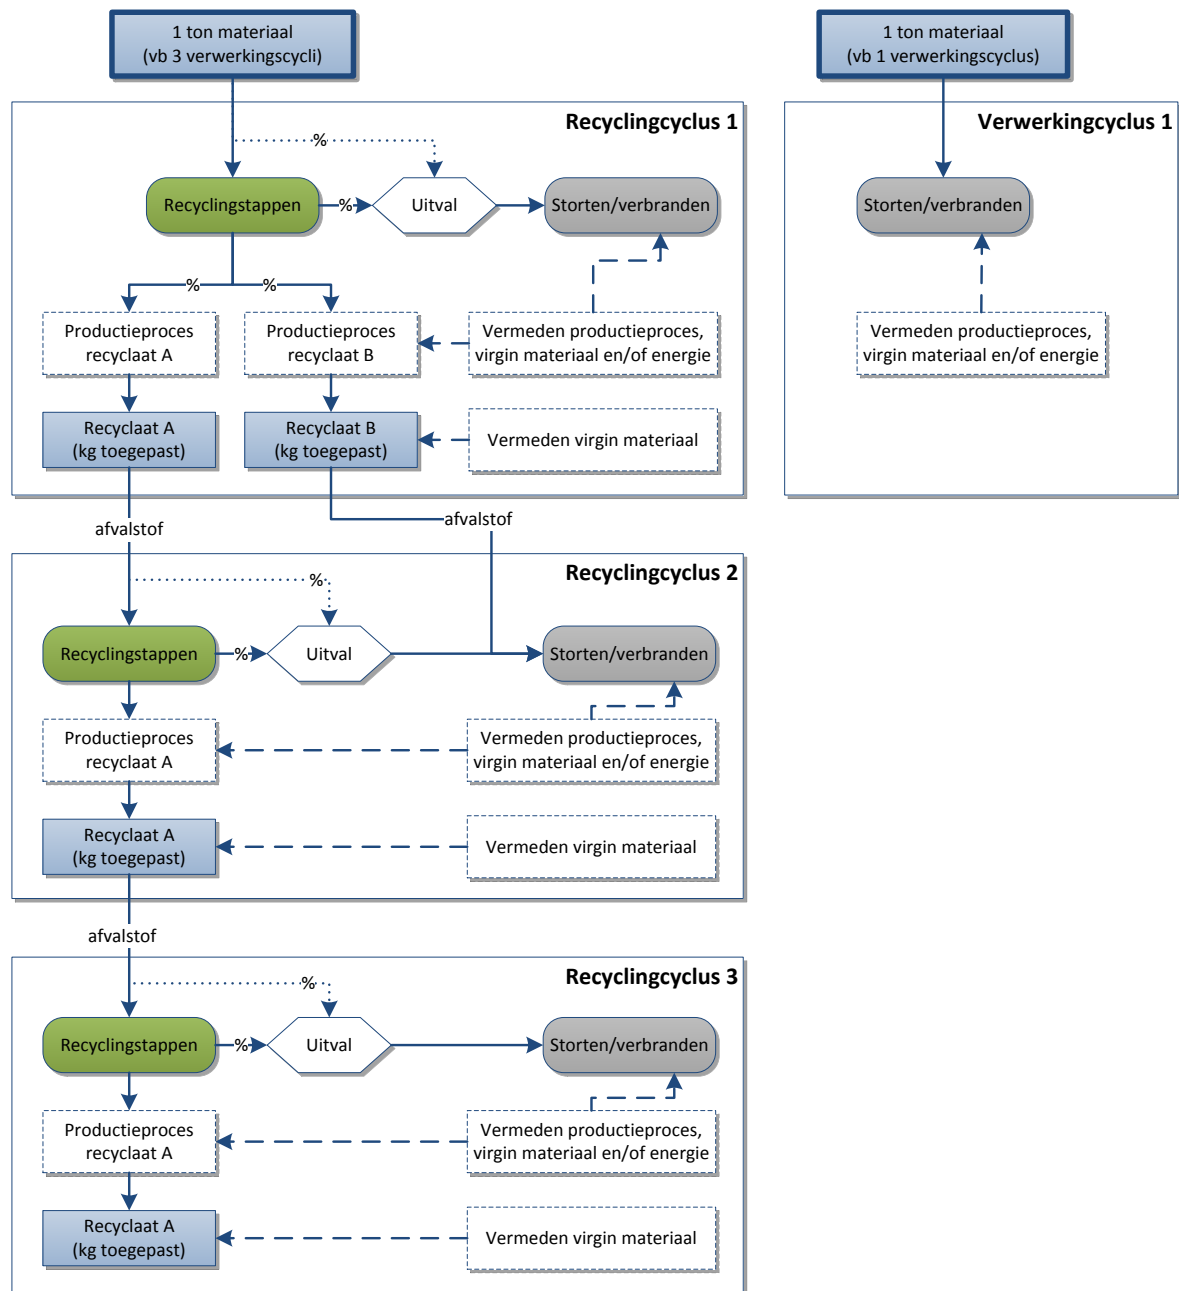 1 ton materiaal
(vb 3 verwerkingscycli)
1 ton materiaal
(vb 1 verwerkingscyclus)
Recyclingcyclus 1
%
Recyclingstappen
%
Uitval
Storten/verbranden
%
%
Productieproces
recyclaat A
Productieproces
recyclaat B
Vermeden productieproces,
virgin materiaal en/of energie
Recyclaat A
(kg toegepast)
Recyclaat B
(kg toegepast)
Vermeden virgin materiaal
Verwerkingcyclus 1
Storten/verbranden
Vermeden productieproces,
virgin materiaal en/of energie
afvalstof
afvalstof
Recyclingcyclus 2
%
Recyclingstappen
%
Uitval
Storten/verbranden
Productieproces
recyclaat A
Vermeden productieproces,
virgin materiaal en/of energie
Recyclaat A
(kg toegepast)
Vermeden virgin materiaal
afvalstof
Recyclingcyclus 3
%
Recyclingstappen
%
Uitval
Storten/verbranden
Productieproces
recyclaat A
Vermeden productieproces,
virgin materiaal en/of energie
Recyclaat A
(kg toegepast)
Vermeden virgin materiaal